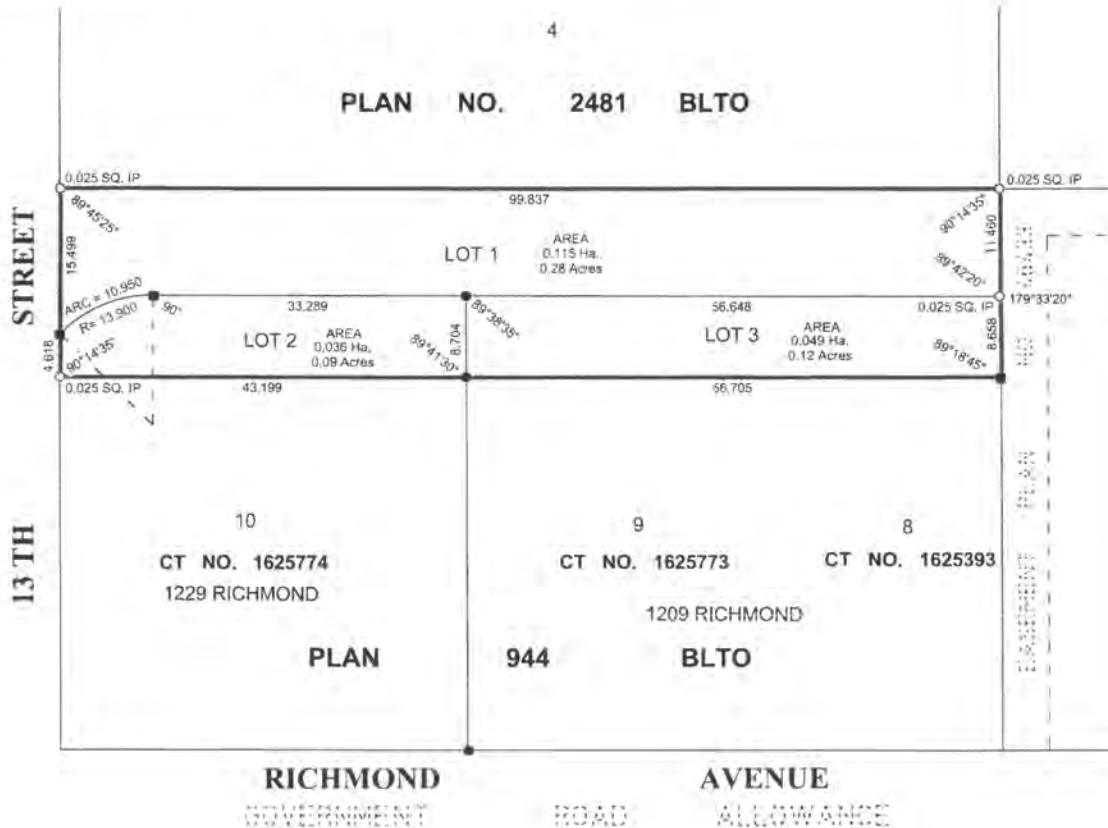 4
PLAN NO. 2481 BLTO
0.025 SQ. IP
0.025 SQ. IP
99.837
89°45'25"
90°14'35"
15.499
11.460
LOT 1
AREA
0.115 Ha.
0.28 Acres
89°42'20"
ARC = 10.950
R= 13.900
90°
33.289
89°38'35"
56.648
0.025 SQ. IP
179°33'20"
LOT 2
AREA
0.036 Ha.
0.09 Acres
89°41'30"
8.704
LOT 3
AREA
0.049 Ha.
0.12 Acres
89°18'45"
8.658
4.618
90°14'35"
0.025 SQ. IP
43.199
56.705
STREET
13 TH
10
CT NO. 1625774
1229 RICHMOND
9
CT NO. 1625773
8
CT NO. 1625393
1209 RICHMOND
PLAN 944 BLTO
EASEMENT PLAN NO.
RICHMOND AVENUE
GOVERNMENT ROAD ALLOWANCE